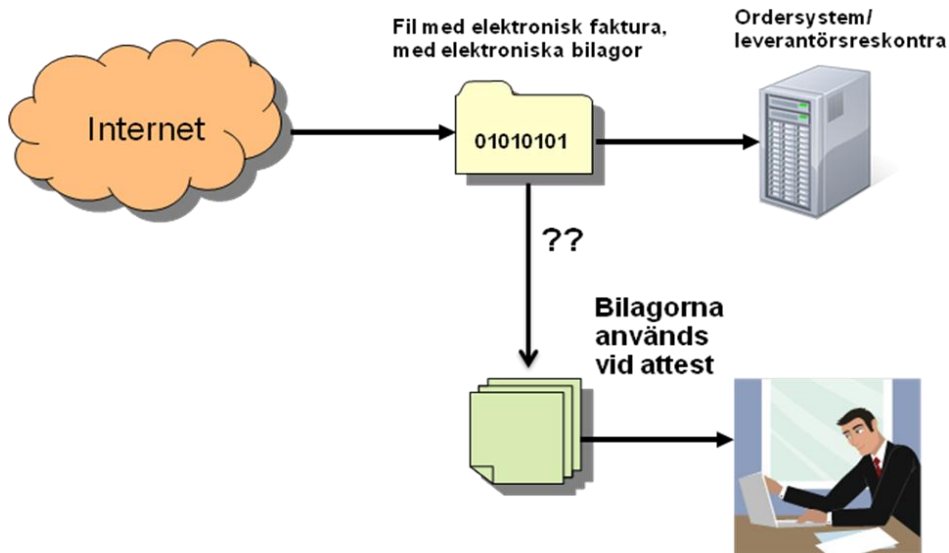 Fil med elektronisk faktura,
med elektroniska bilagor
Ordersystem/
leverantörsreskontra
Internet
01010101
??
Bilagorna
används
vid attest